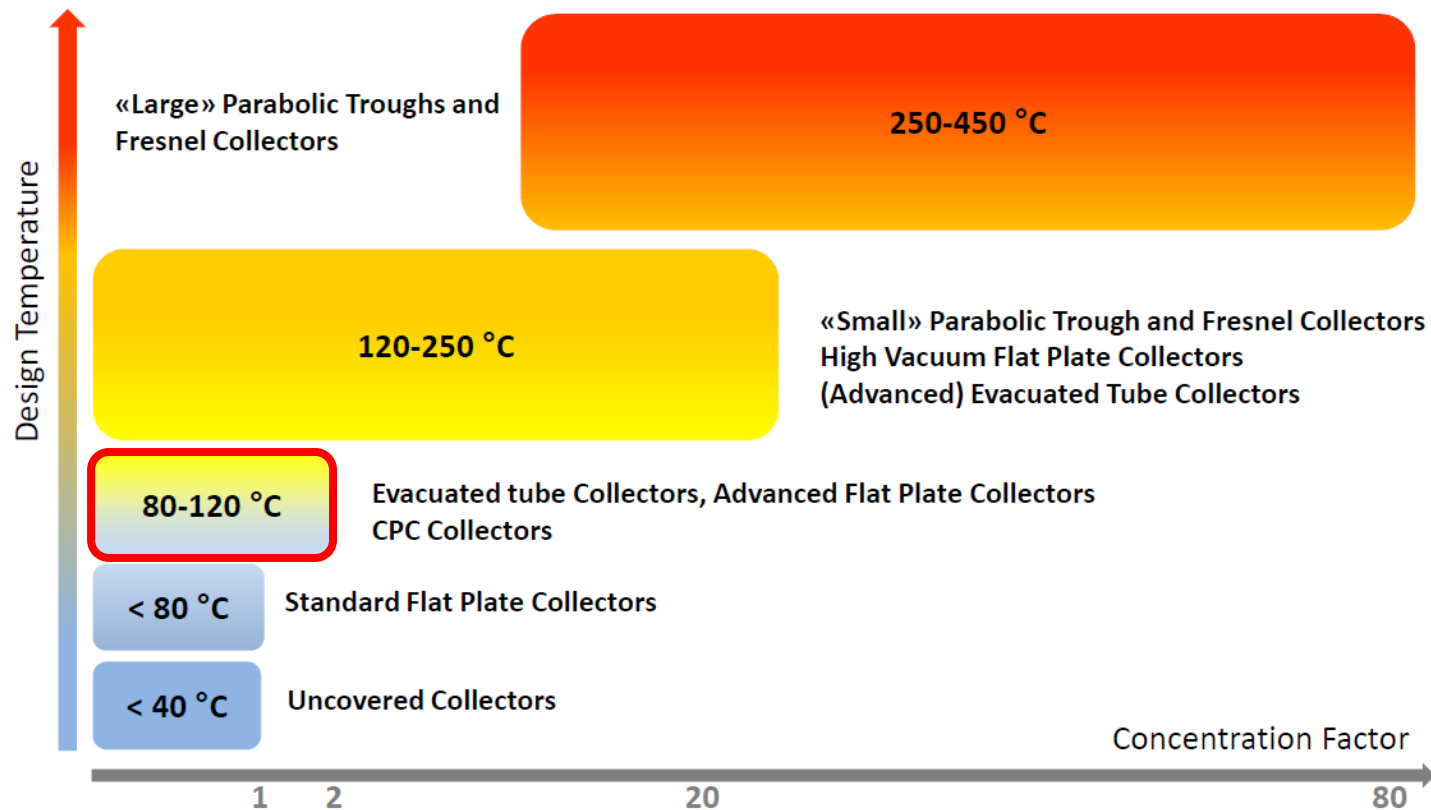 «Large» Parabolic Troughs and
Fresnel Collectors
250-450 °C
Design Temperature
120-250 °C
«Small» Parabolic Trough and Fresnel Collectors
High Vacuum Flat Plate Collectors
(Advanced) Evacuated Tube Collectors
80-120 °C
Evacuated tube Collectors, Advanced Flat Plate Collectors
CPC Collectors
< 80 °C
Standard Flat Plate Collectors
< 40 °C
Uncovered Collectors
Concentration Factor
1 2 20 80